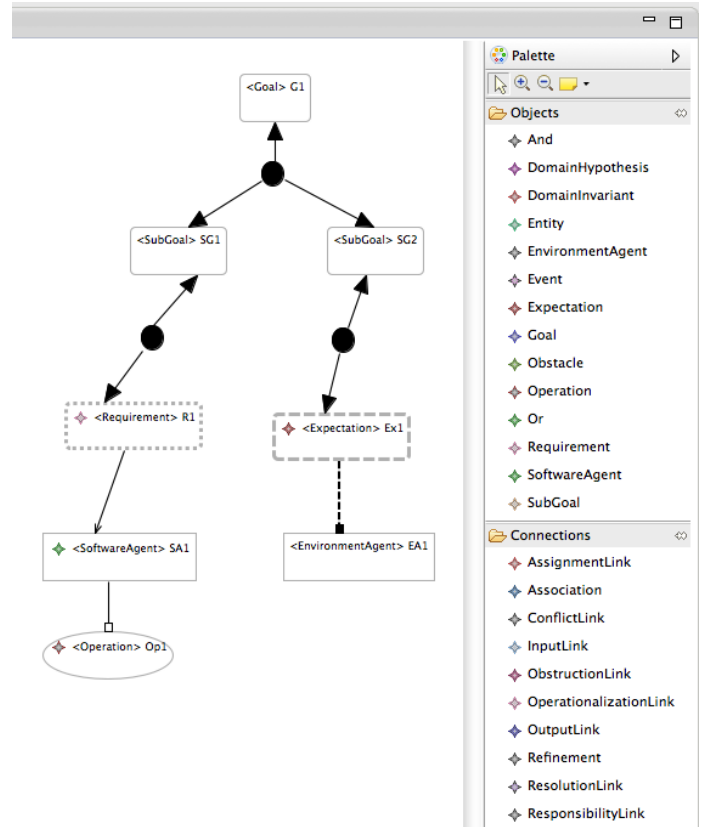 <Goal> G1
<SubGoal> SG1
<SubGoal> SG2
<Requirement> R1
<Expectation> Ex1
<SoftwareAgent> SA1
<EnvironmentAgent> EA1
<Operation> Op1
Palette
Objects
And
DomainHypothesis
DomainInvariant
Entity
EnvironmentAgent
Event
Expectation
Goal
Obstacle
Operation
Or
Requirement
SoftwareAgent
SubGoal
Connections
AssignmentLink
Association
ConflictLink
InputLink
ObstructionLink
OperationalizationLink
OutputLink
Refinement
ResolutionLink
ResponsibilityLink